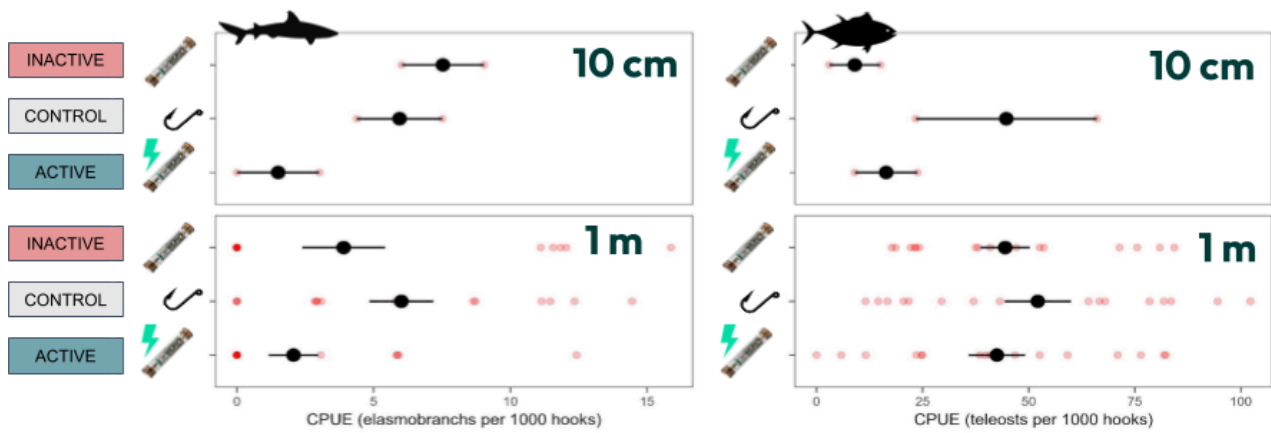 10 cm
10 cm
INACTIVE
CONTROL
ACTIVE
1 m
1 m
INACTIVE
CONTROL
ACTIVE
0 5 10 15
0 25 50 75 100
CPUE (elasmobranchs per 1000 hooks)
CPUE (teleosts per 1000 hooks)